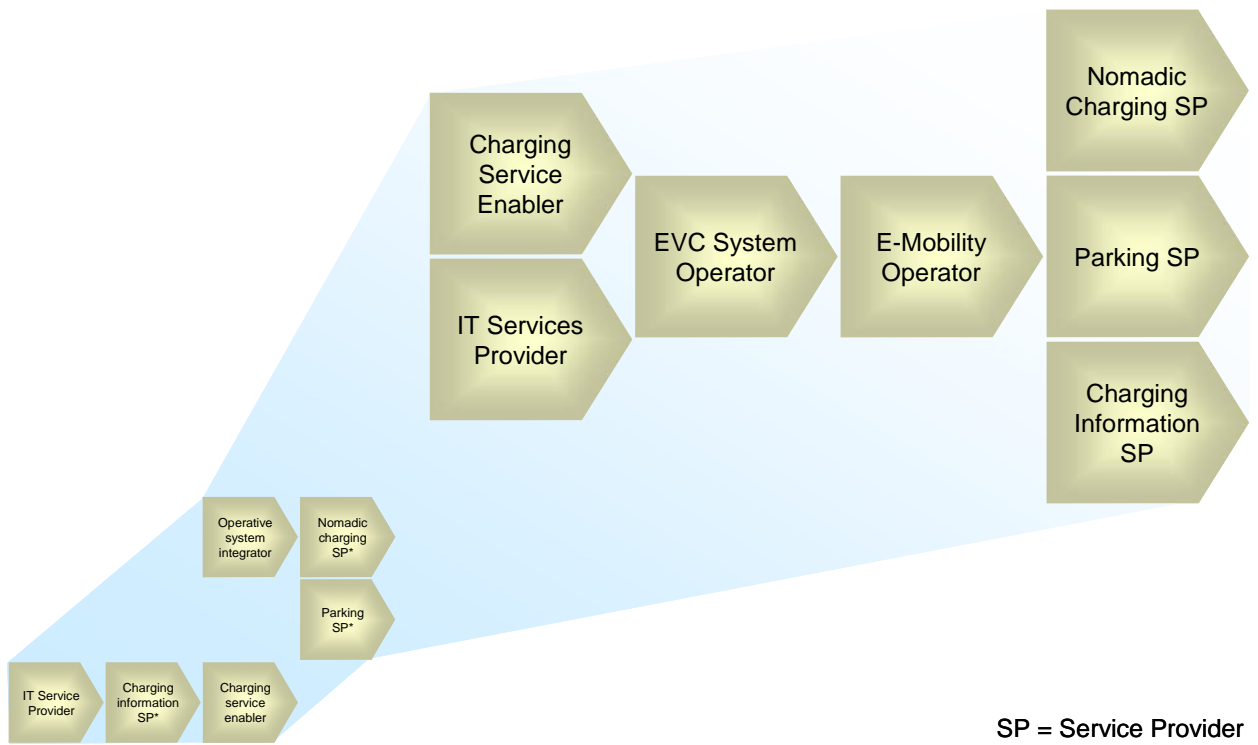 Nomadic
Charging SP
Charging
Service
Enabler
EVC System
Operator
E-Mobility
Operator
Parking SP
IT Services
Provider
Charging
Information
SP
Operative
system
integrator
Nomadic
charging
SP*
Parking
SP*
IT Service
Provider
Charging
information
SP*
Charging
service
enabler
SP = Service Provider